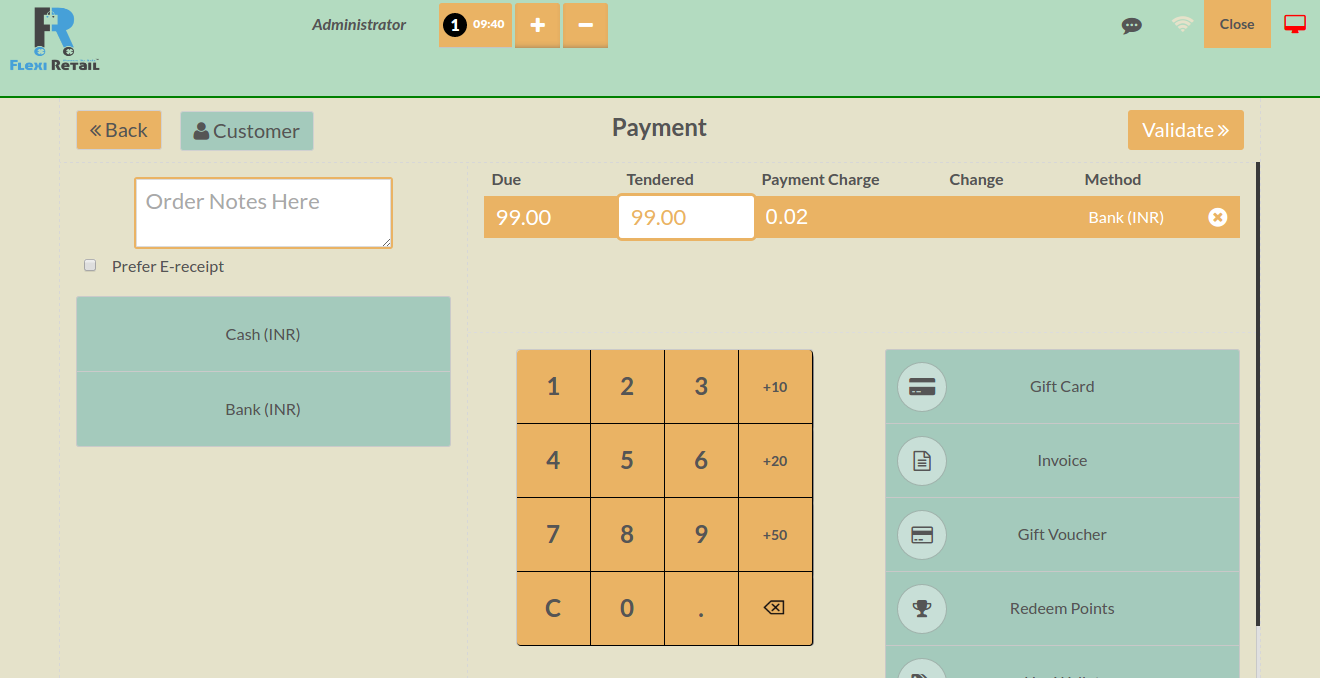 Administrator
1 09:40
+
−
Close
FLEXI RETAIL
Back
Customer
Payment
Validate
Order Notes Here
Prefer E-receipt
Cash (INR)
Bank (INR)
Due Tendered Payment Charge Change Method
99.00 99.00 0.02 Bank (INR)
1 2 3 +10
4 5 6 +20
7 8 9 +50
C 0 .
Gift Card
Invoice
Gift Voucher
Redeem Points